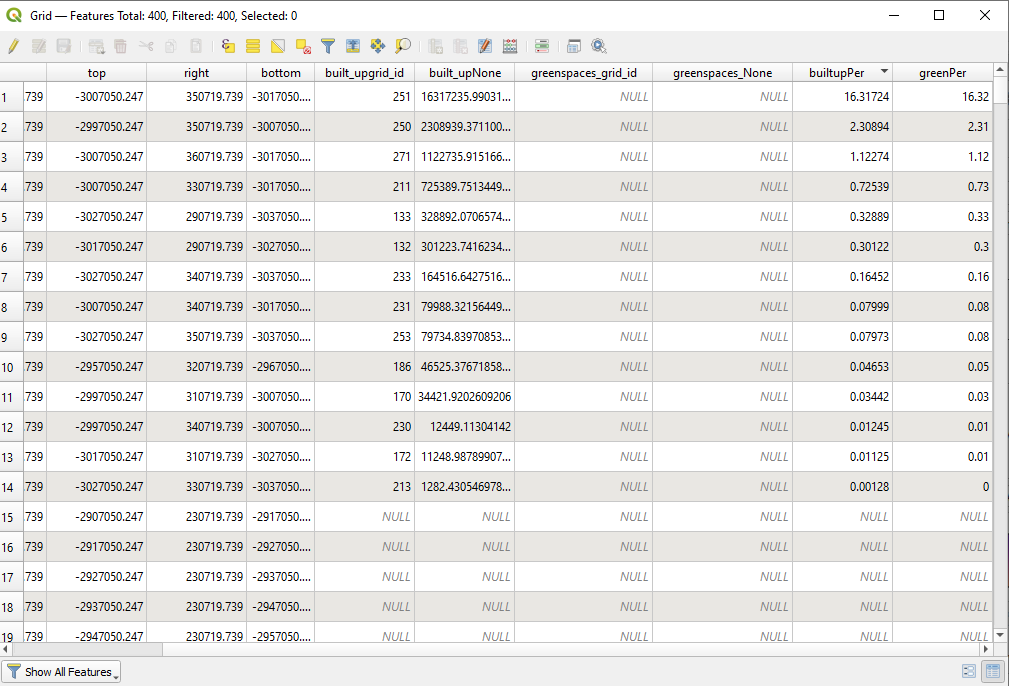 Grid — Features Total: 400, Filtered: 400, Selected: 0
top right bottom built_upgrid_id built_upNone greenspaces_grid_id greenspaces_None builtupPer greenPer
1 .739 -3007050.247 350719.739 -3017050.... 251 16317235.99031... NULL NULL 16.31724 16.32
2 .739 -2997050.247 350719.739 -3007050.... 250 2308939.371100... NULL NULL 2.30894 2.31
3 .739 -3007050.247 360719.739 -3017050.... 271 1122735.915166... NULL NULL 1.12274 1.12
4 .739 -3007050.247 330719.739 -3017050.... 211 725389.7513449... NULL NULL 0.72539 0.73
5 .739 -3027050.247 290719.739 -3037050.... 133 328892.0706574... NULL NULL 0.32889 0.33
6 .739 -3017050.247 290719.739 -3027050.... 132 301223.7416234... NULL NULL 0.30122 0.3
7 .739 -3027050.247 340719.739 -3037050.... 233 164516.6427516... NULL NULL 0.16452 0.16
8 .739 -3007050.247 340719.739 -3017050.... 231 79988.32156449... NULL NULL 0.07999 0.08
9 .739 -3027050.247 350719.739 -3037050.... 253 79734.83970853... NULL NULL 0.07973 0.08
10 .739 -2957050.247 320719.739 -2967050.... 186 46525.37671858... NULL NULL 0.04653 0.05
11 .739 -2997050.247 310719.739 -3007050.... 170 34421.9202609206 NULL NULL 0.03442 0.03
12 .739 -2997050.247 340719.739 -3007050.... 230 12449.11304142 NULL NULL 0.01245 0.01
13 .739 -3017050.247 310719.739 -3027050.... 172 11248.98789907... NULL NULL 0.01125 0.01
14 .739 -3027050.247 330719.739 -3037050.... 213 1282.430546978... NULL NULL 0.00128 0
15 .739 -2907050.247 230719.739 -2917050.... NULL NULL NULL NULL NULL NULL
16 .739 -2917050.247 230719.739 -2927050.... NULL NULL NULL NULL NULL NULL
17 .739 -2927050.247 230719.739 -2937050.... NULL NULL NULL NULL NULL NULL
18 .739 -2937050.247 230719.739 -2947050.... NULL NULL NULL NULL NULL NULL
19 .739 -2947050.247 230719.739 -2957050.... NULL NULL NULL NULL NULL NULL
Show All Features